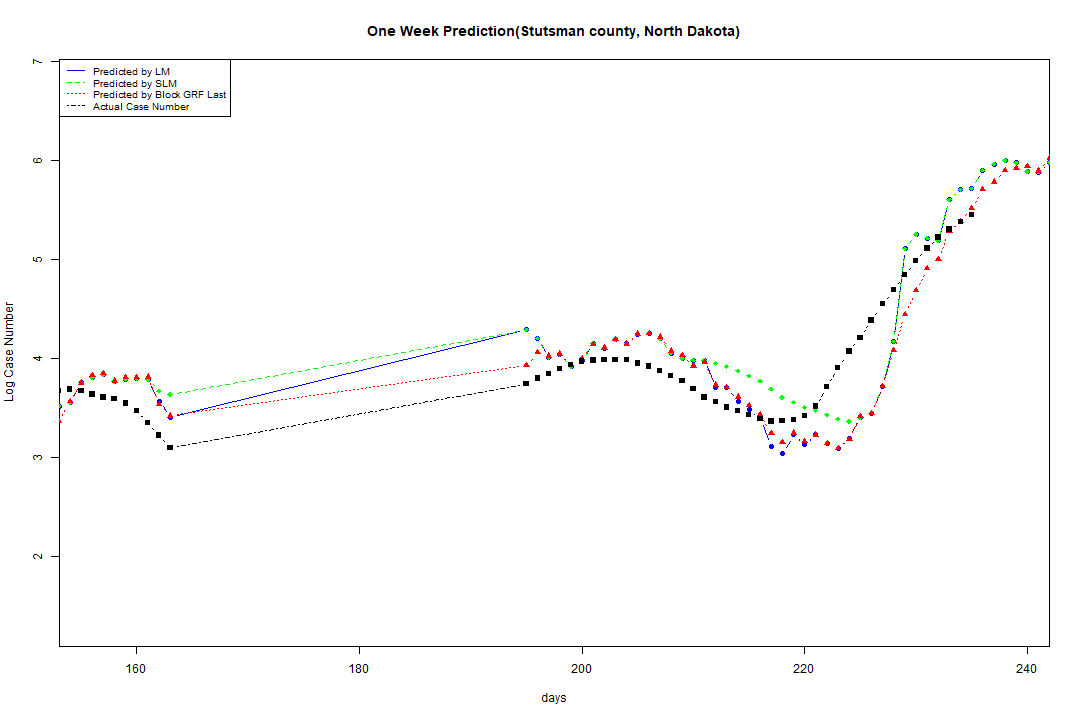 One Week Prediction(Stutsman county, North Dakota)
Predicted by LM
Predicted by SLM
Predicted by Block GRF Last
Actual Case Number
7
6
5
4
3
2
Log Case Number
160 180 200 220 240
days